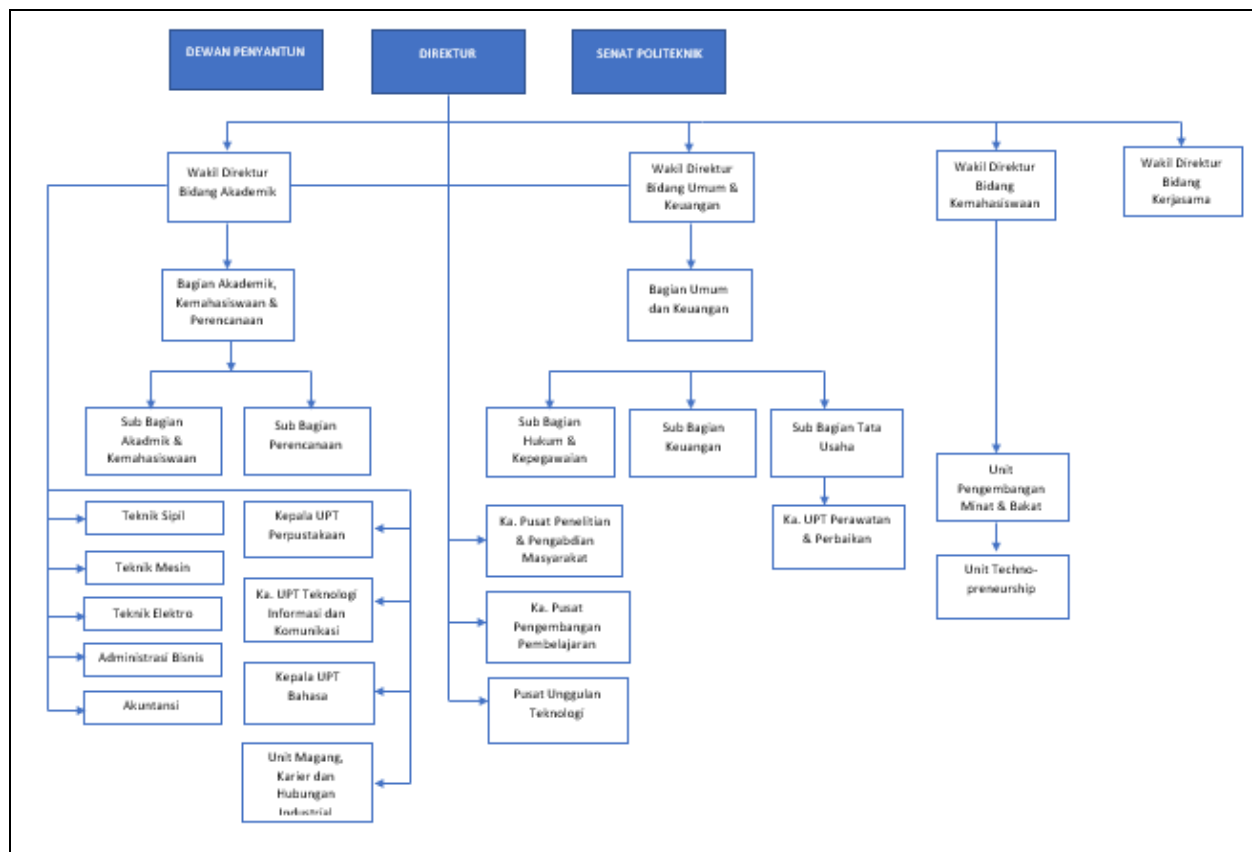 DEWAN PENYANTUN
DIREKTUR
SENAT POLITEKNIK
Wakil Direktur
Bidang Akademik
Wakil Direktur
Bidang Umum &
Keuangan
Wakil Direktur
Bidang
Kemahasiswaan
Wakil Direktur
Bidang
Kerjasama
Bagian Akademik,
Kemahasiswaan &
Perencanaan
Bagian Umum
dan Keuangan
Sub Bagian
Akadmik &
Kemahasiswaan
Sub Bagian
Perencanaan
Sub Bagian
Hukum &
Kepegawaian
Sub Bagian
Keuangan
Sub Bagian Tata
Usaha
Unit
Pengembangan
Minat & Bakat
Teknik Sipil
Teknik Mesin
Teknik Elektro
Administrasi Bisnis
Akuntansi
Kepala UPT
Perpustakaan
Ka. UPT Teknologi
Informasi dan
Komunikasi
Kepala UPT
Bahasa
Unit Magang,
Karier dan
Hubungan
Industrial
Ka. Pusat Penelitian
& Pengabdian
Masyarakat
Ka. Pusat
Pengembangan
Pembelajaran
Pusat Unggulan
Teknologi
Ka. UPT Perawatan
& Perbaikan
Unit Techno-
preneurship